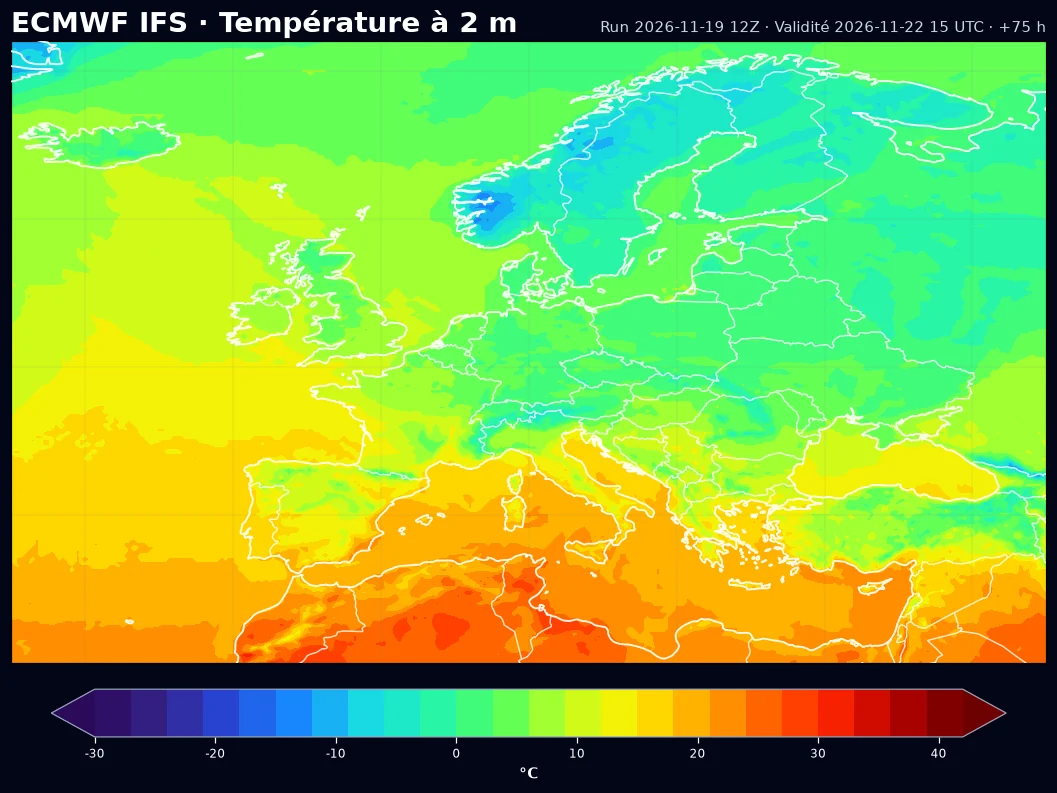 ECMWF IFS · Température à 2 m
Run 2026-11-19 12Z · Validité 2026-11-22 15 UTC · +75 h
-30 -20 -10 0 10 20 30 40
°C